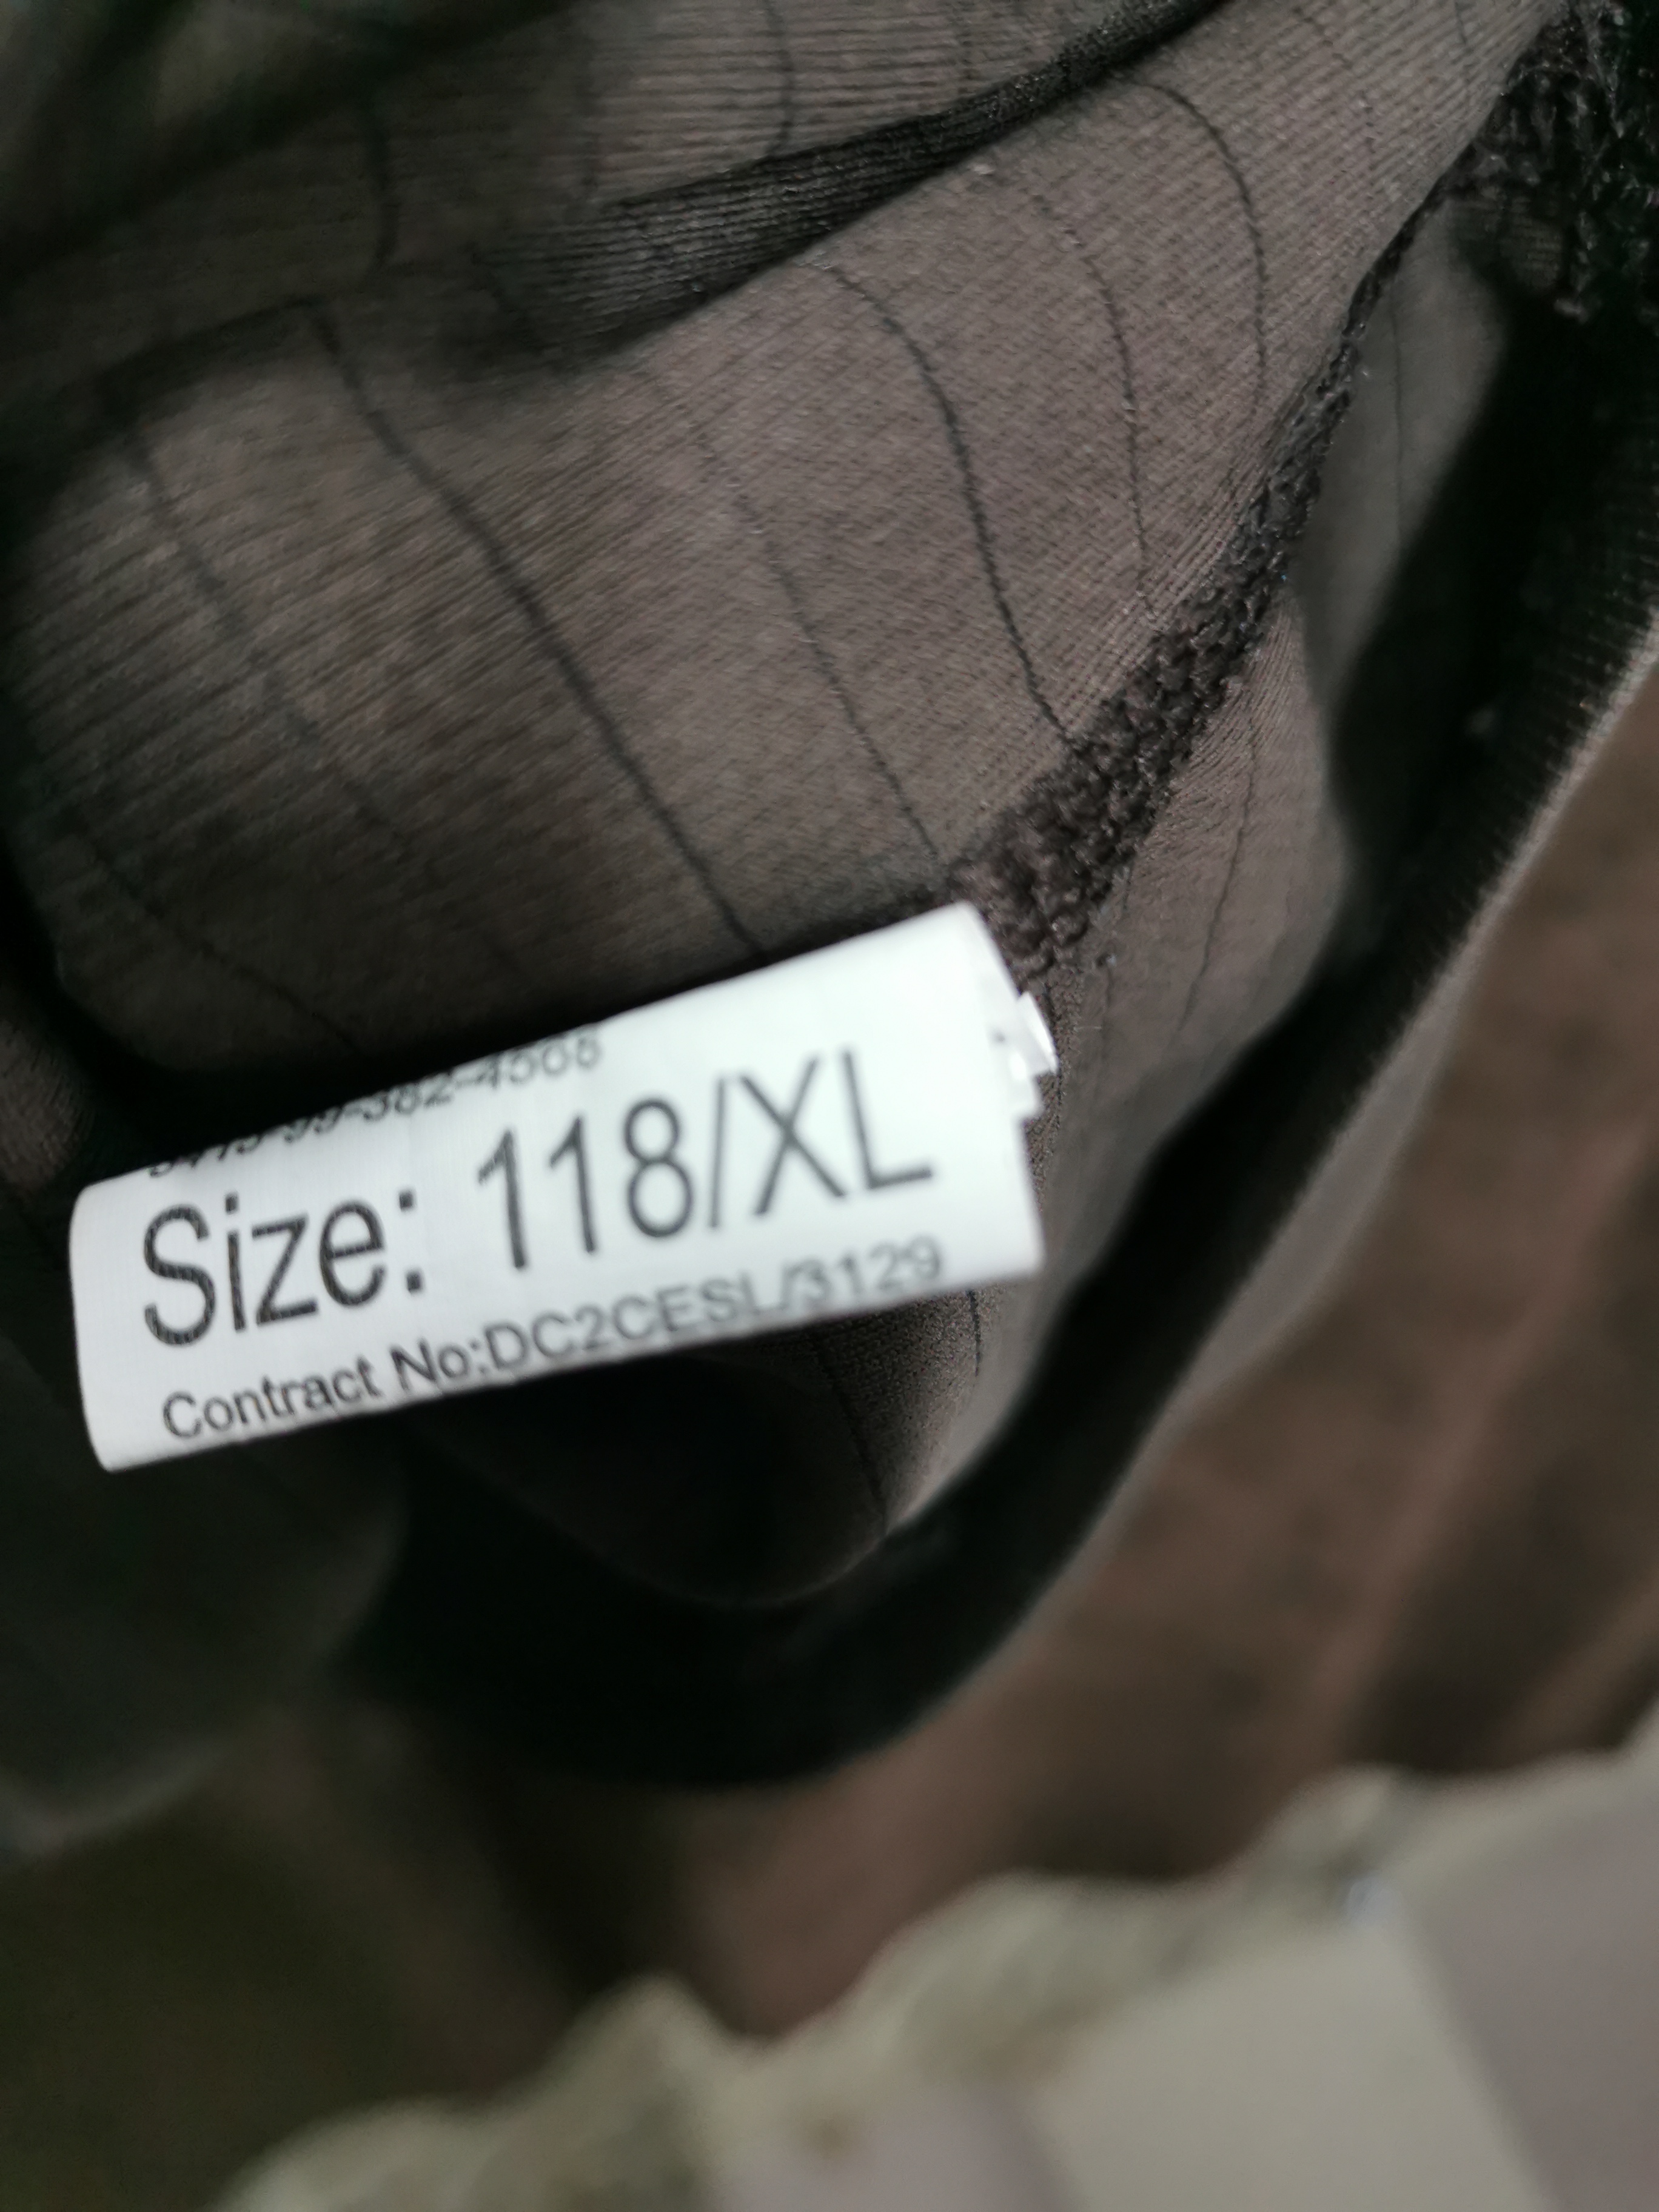 Size: 118/XL
Contract No:DC2CESL/3129